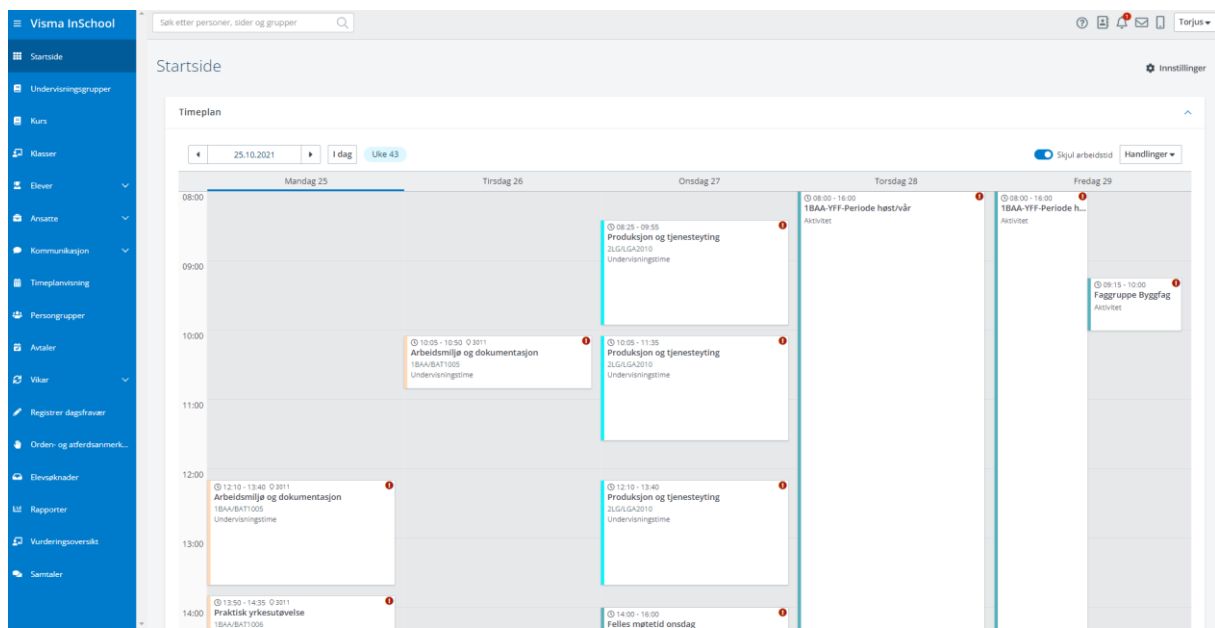 Visma InSchool
Søk etter personer, sider og grupper
Torjus
Startside
Undervisningsgrupper
Kurs
Klasser
Elever
Ansatte
Kommunikasjon
Timeplanvisning
Persongrupper
Avtaler
Vikar
Registrer dagsfravær
Orden- og atferdsanmerk...
Elevsøknader
Rapporter
Vurderingsoversikt
Samtaler
Startside
Innstillinger
Timeplan
25.10.2021
I dag
Uke 43
Skjul arbeidstid
Handlinger
Mandag 25
Tirsdag 26
Onsdag 27
Torsdag 28
Fredag 29
08:00
09:00
10:00
11:00
12:00
13:00
14:00
12:10 - 13:40 3011
Arbeidsmiljø og dokumentasjon
1BAA/BAT1005
Undervisningstime
13:50 - 14:35 3011
Praktisk yrkesutøvelse
1BAA/BAT1006
10:05 - 10:50 3011
Arbeidsmiljø og dokumentasjon
1BAA/BAT1005
Undervisningstime
08:25 - 09:55
Produksjon og tjenesteyting
2LG/LGA2010
Undervisningstime
10:05 - 11:35
Produksjon og tjenesteyting
2LG/LGA2010
Undervisningstime
12:10 - 13:40
Produksjon og tjenesteyting
2LG/LGA2010
Undervisningstime
14:00 - 16:00
Felles møtetid onsdag
08:00 - 16:00
1BAA-YFF-Periode høst/vår
Aktivitet
08:00 - 16:00
1BAA-YFF-Periode h...
Aktivitet
09:15 - 10:00
Faggruppe Byggfag
Aktivitet